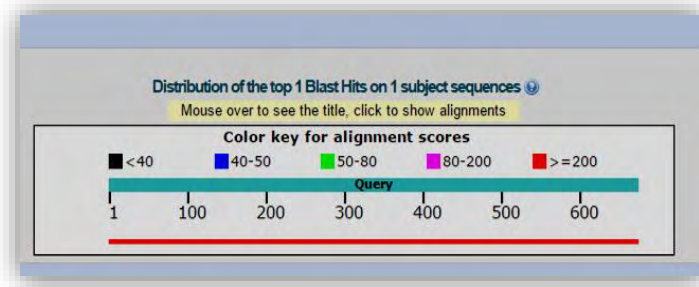 Distribution of the top 1 Blast Hits on 1 subject sequences
Mouse over to see the title, click to show alignments
Color key for alignment scores
<40 40-50 50-80 80-200 >=200
Query
1 100 200 300 400 500 600